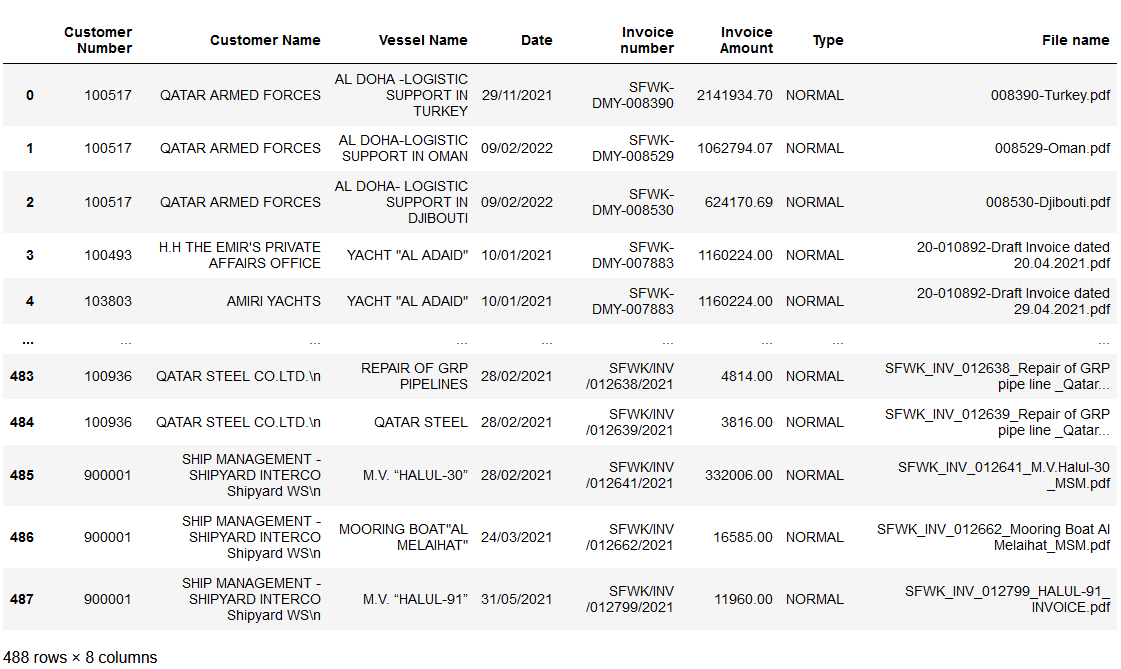 Customer Number Customer Name Vessel Name Date Invoice number Invoice Amount Type File name
0 100517 QATAR ARMED FORCES AL DOHA -LOGISTIC SUPPORT IN TURKEY 29/11/2021 SFWK-DMY-008390 2141934.70 NORMAL 008390-Turkey.pdf
1 100517 QATAR ARMED FORCES AL DOHA-LOGISTIC SUPPORT IN OMAN 09/02/2022 SFWK-DMY-008529 1062794.07 NORMAL 008529-Oman.pdf
2 100517 QATAR ARMED FORCES AL DOHA- LOGISTIC SUPPORT IN DJIBOUTI 09/02/2022 SFWK-DMY-008530 624170.69 NORMAL 008530-Djibouti.pdf
3 100493 H.H THE EMIR'S PRIVATE AFFAIRS OFFICE YACHT "AL ADAID" 10/01/2021 SFWK-DMY-007883 1160224.00 NORMAL 20-010892-Draft Invoice dated 20.04.2021.pdf
4 103803 AMIRI YACHTS YACHT "AL ADAID" 10/01/2021 SFWK-DMY-007883 1160224.00 NORMAL 20-010892-Draft Invoice dated 29.04.2021.pdf
... ... ... ... ... ... ... ... ...
483 100936 QATAR STEEL CO.LTD.\n REPAIR OF GRP PIPELINES 28/02/2021 SFWK/INV/012638/2021 4814.00 NORMAL SFWK_INV_012638_Repair of GRP pipe line _Qatar...
484 100936 QATAR STEEL CO.LTD.\n QATAR STEEL 28/02/2021 SFWK/INV/012639/2021 3816.00 NORMAL SFWK_INV_012639_Repair of GRP pipe line _Qatar...
485 900001 SHIP MANAGEMENT - SHIPYARD INTERCO Shipyard WS\n M.V. “HALUL-30” 28/02/2021 SFWK/INV/012641/2021 332006.00 NORMAL SFWK_INV_012641_M.V.Halul-30_MSM.pdf
486 900001 SHIP MANAGEMENT - SHIPYARD INTERCO Shipyard WS\n MOORING BOAT"AL MELAIHAT" 24/03/2021 SFWK/INV/012662/2021 16585.00 NORMAL SFWK_INV_012662_Mooring Boat Al Melaihat_MSM.pdf
487 900001 SHIP MANAGEMENT - SHIPYARD INTERCO Shipyard WS\n M.V. “HALUL-91” 31/05/2021 SFWK/INV/012799/2021 11960.00 NORMAL SFWK_INV_012799_HALUL-91_INVOICE.pdf
488 rows × 8 columns